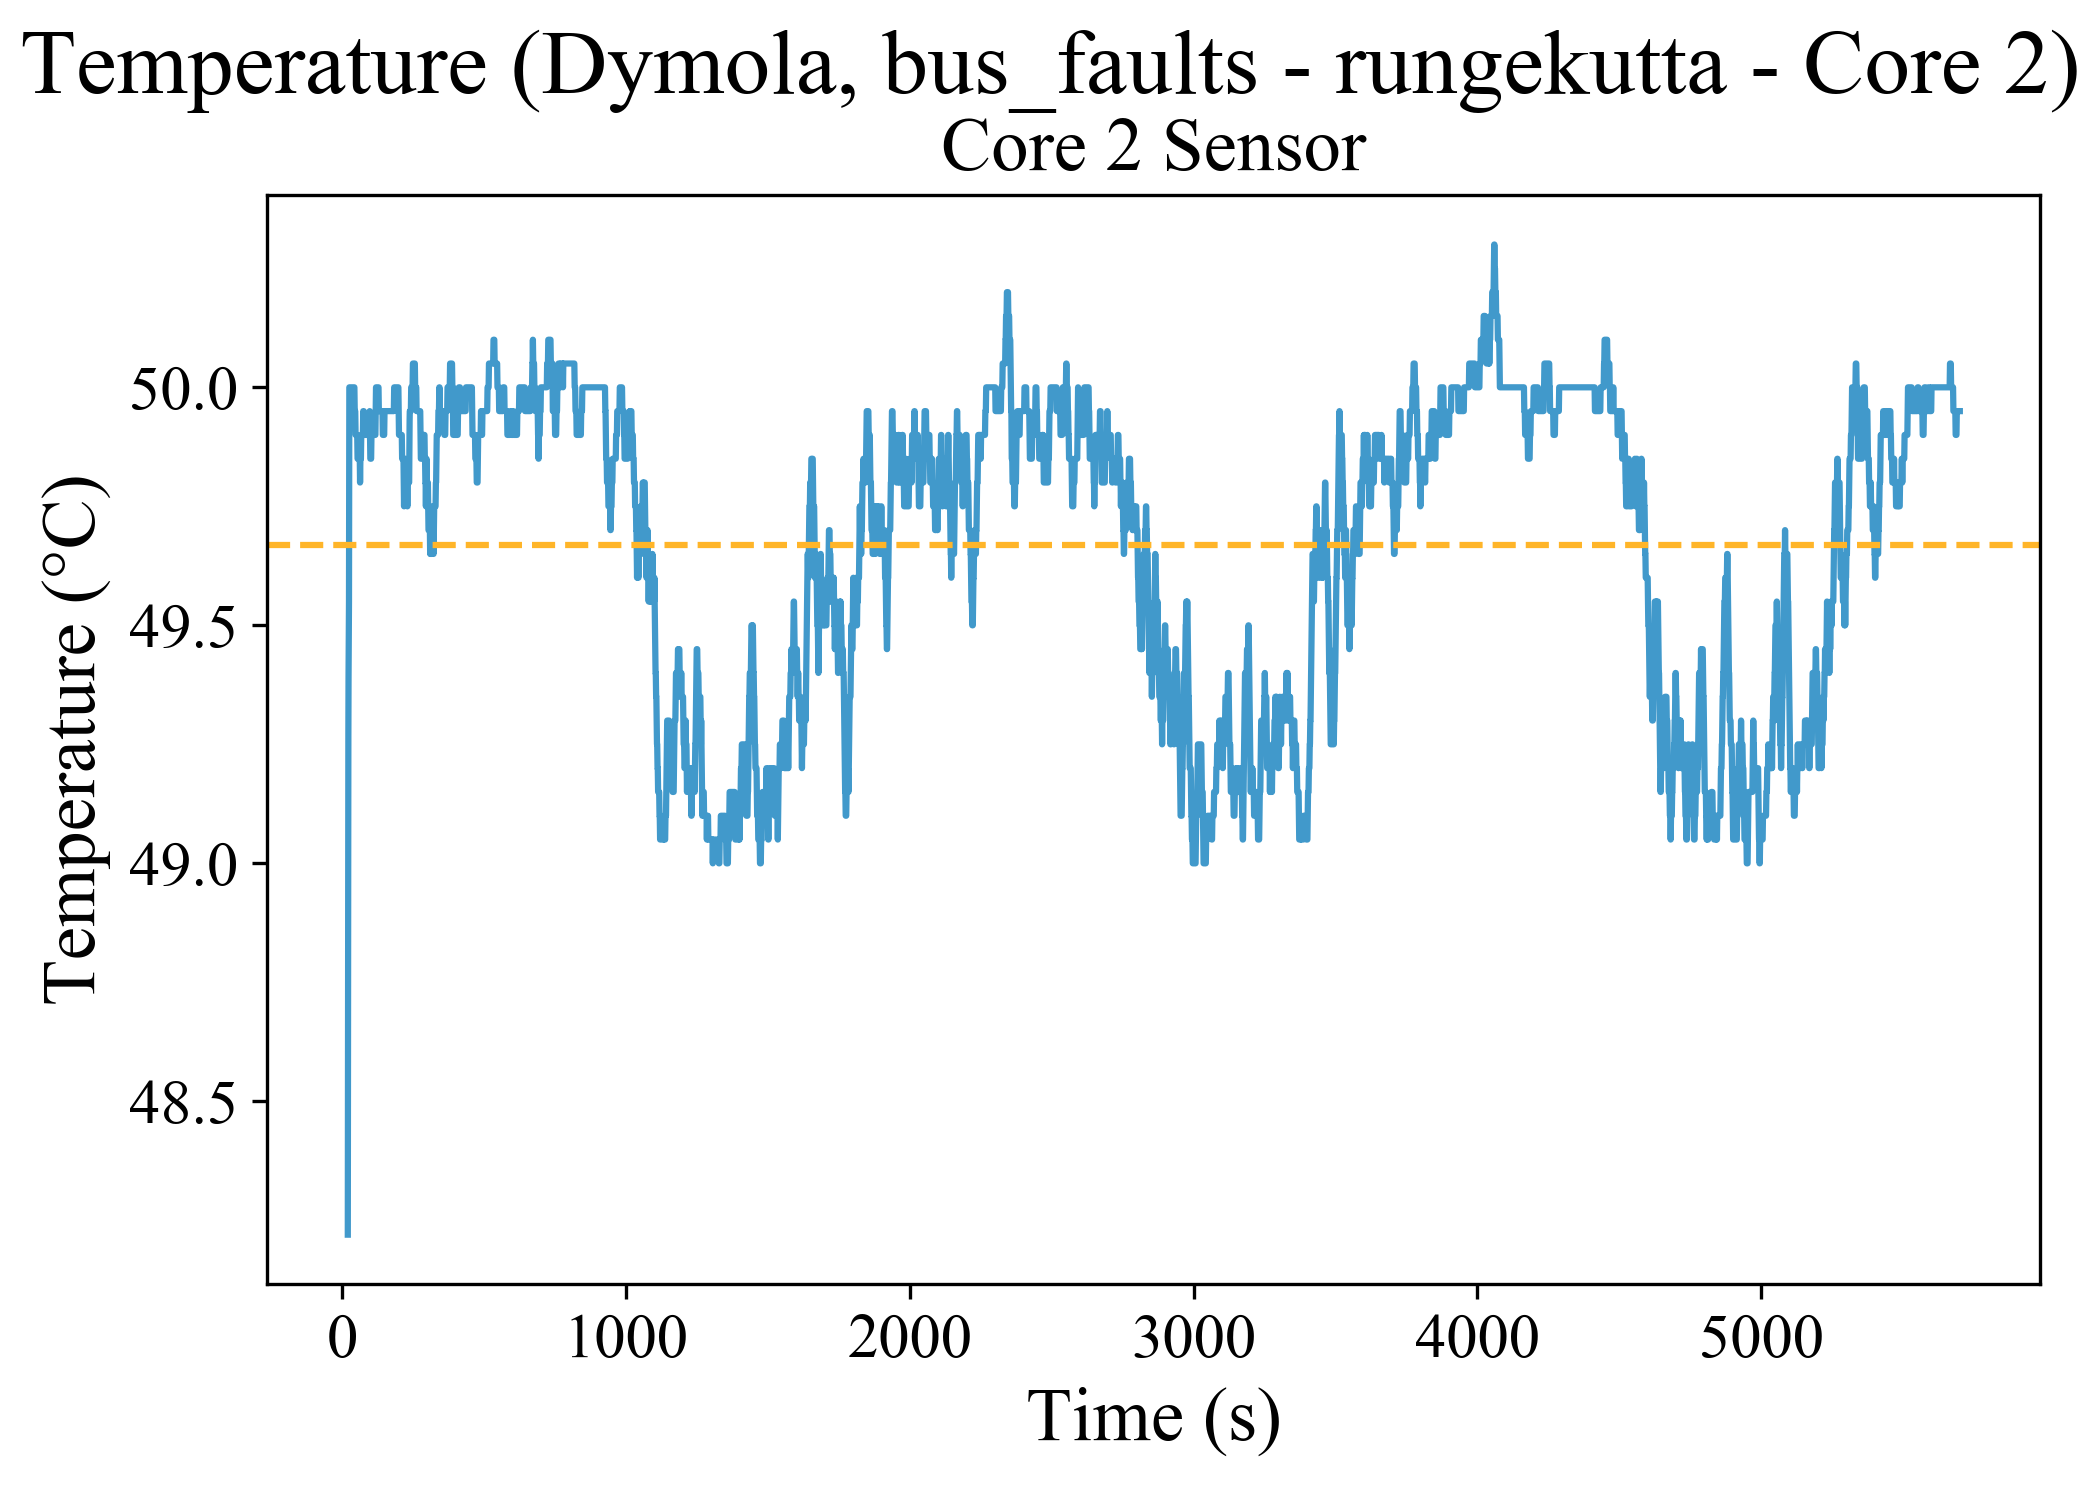 Temperature (Dymola, bus_faults - rungekutta - Core 2)
Core 2 Sensor
Temperature (°C)
50.0
49.5
49.0
48.5
0 1000 2000 3000 4000 5000
Time (s)